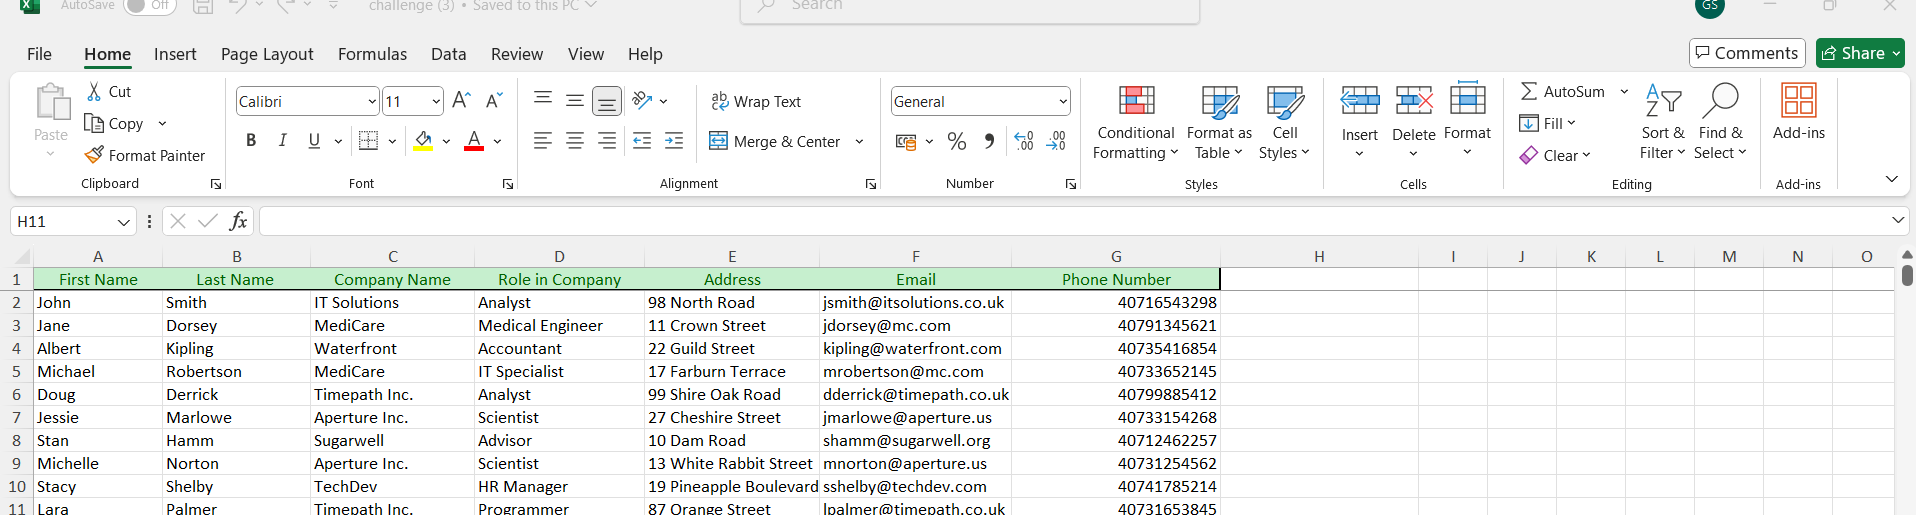 AutoSave Off challenge (3) • Saved to this PC Search GS
File Home Insert Page Layout Formulas Data Review View Help Comments Share
Paste Cut Copy Format Painter Clipboard
Calibri 11 B I U A Font
ab Wrap Text Merge & Center Alignment
General % Number
Conditional Formatting Format as Table Cell Styles Styles
Insert Delete Format Cells
AutoSum Fill Clear Sort & Filter Find & Select Editing
Add-ins Add-ins
H11 fx
A B C D E F G H I J K L M N O
1 First Name Last Name Company Name Role in Company Address Email Phone Number
2 John Smith IT Solutions Analyst 98 North Road jsmith@itsolutions.co.uk 40716543298
3 Jane Dorsey MediCare Medical Engineer 11 Crown Street jdorsey@mc.com 40791345621
4 Albert Kipling Waterfront Accountant 22 Guild Street kipling@waterfront.com 40735416854
5 Michael Robertson MediCare IT Specialist 17 Farburn Terrace mrobertson@mc.com 40733652145
6 Doug Derrick Timepath Inc. Analyst 99 Shire Oak Road dderrick@timepath.co.uk 40799885412
7 Jessie Marlowe Aperture Inc. Scientist 27 Cheshire Street jmarlowe@aperture.us 40733154268
8 Stan Hamm Sugarwell Advisor 10 Dam Road shamm@sugarwell.org 40712462257
9 Michelle Norton Aperture Inc. Scientist 13 White Rabbit Street mnorton@aperture.us 40731254562
10 Stacy Shelby TechDev HR Manager 19 Pineapple Boulevard sshelby@techdev.com 40741785214
11 Lara Palmer Timepath Inc. Programmer 87 Orange Street lpalmer@timepath.co.uk 40731653845